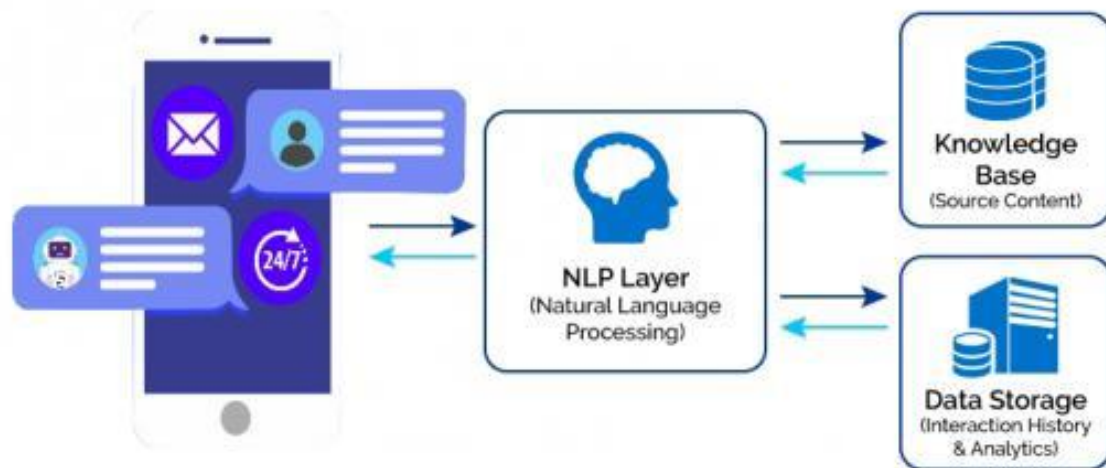 24/7
NLP Layer
(Natural Language
Processing)
Knowledge
Base
(Source Content)
Data Storage
(Interaction History
& Analytics)